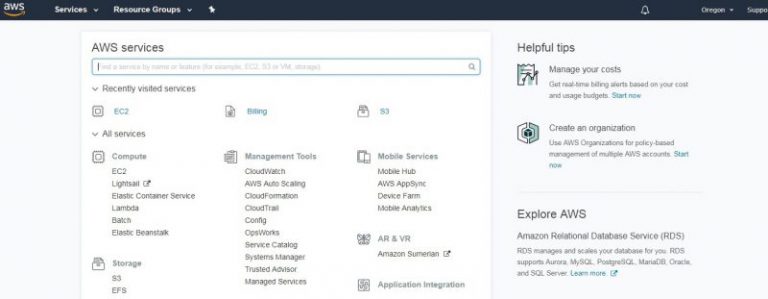 aws
Services
Resource Groups
Oregon
Suppo
AWS services
Find a service by name or feature (for example, EC2, S3 or VM, storage).
Recently visited services
EC2
Billing
S3
All services
Compute
EC2
Lightsail
Elastic Container Service
Lambda
Batch
Elastic Beanstalk
Storage
S3
EFS
Management Tools
CloudWatch
AWS Auto Scaling
CloudFormation
CloudTrail
Config
OpsWorks
Service Catalog
Systems Manager
Trusted Advisor
Managed Services
Mobile Services
Mobile Hub
AWS AppSync
Device Farm
Mobile Analytics
AR & VR
Amazon Sumerian
Application Integration
Helpful tips
Manage your costs
Get real-time billing alerts based on your cost
and usage budgets. Start now
Create an organization
Use AWS Organizations for policy-based
management of multiple AWS accounts. Start
now
Explore AWS
Amazon Relational Database Service (RDS)
RDS manages and scales your database for you. RDS
supports Aurora, MySQL, PostgreSQL, MariaDB, Oracle,
and SQL Server. Learn more